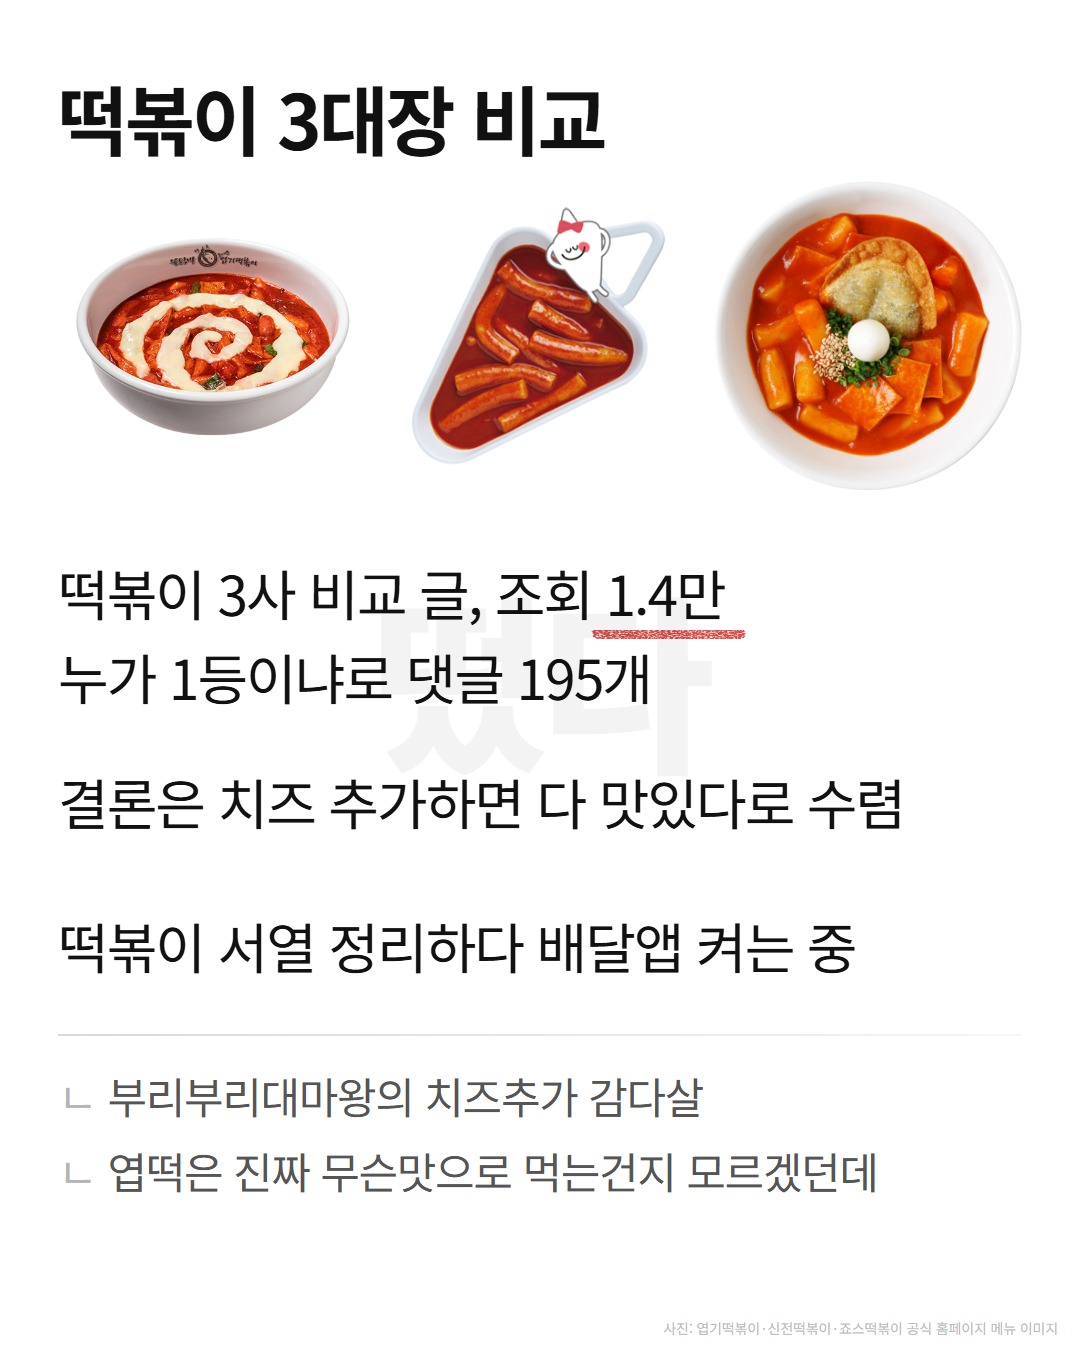 떡볶이 3대장 비교
떡볶이 3사 비교 글, 조회 1.4만
누가 1등이냐로 댓글 195개
떴다
결론은 치즈 추가하면 다 맛있다로 수렴
떡볶이 서열 정리하다 배달앱 켜는 중
ㄴ 부리부리대마왕의 치즈추가 감다살
ㄴ 엽떡은 진짜 무슨맛으로 먹는건지 모르겠던데
사진: 엽기떡볶이·신전떡볶이·죠스떡볶이 공식 홈페이지 메뉴 이미지